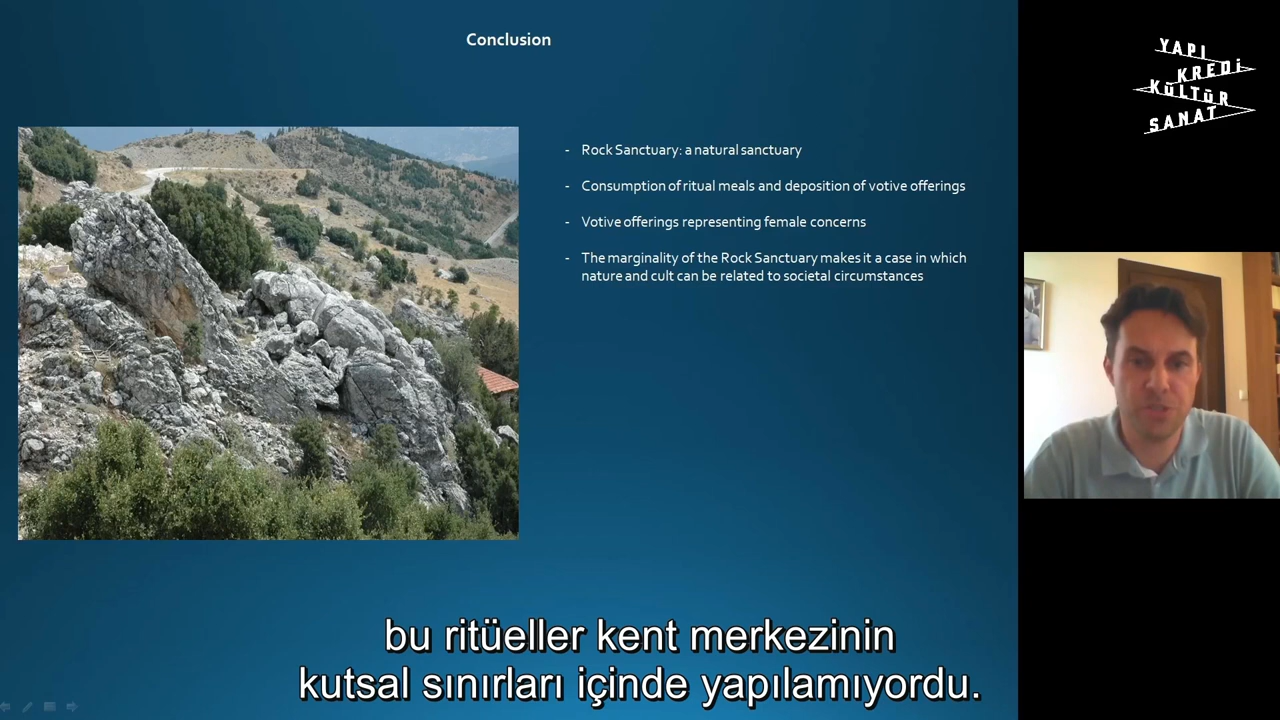 Conclusion
- Rock Sanctuary: a natural sanctuary
- Consumption of ritual meals and deposition of votive offerings
- Votive offerings representing female concerns
- The marginality of the Rock Sanctuary makes it a case in which
nature and cult can be related to societal circumstances
YAPI
KREDi
KüLTüR
SANAT
bu ritüeller kent merkezinin
kutsal sınırları içinde yapılamıyordu.